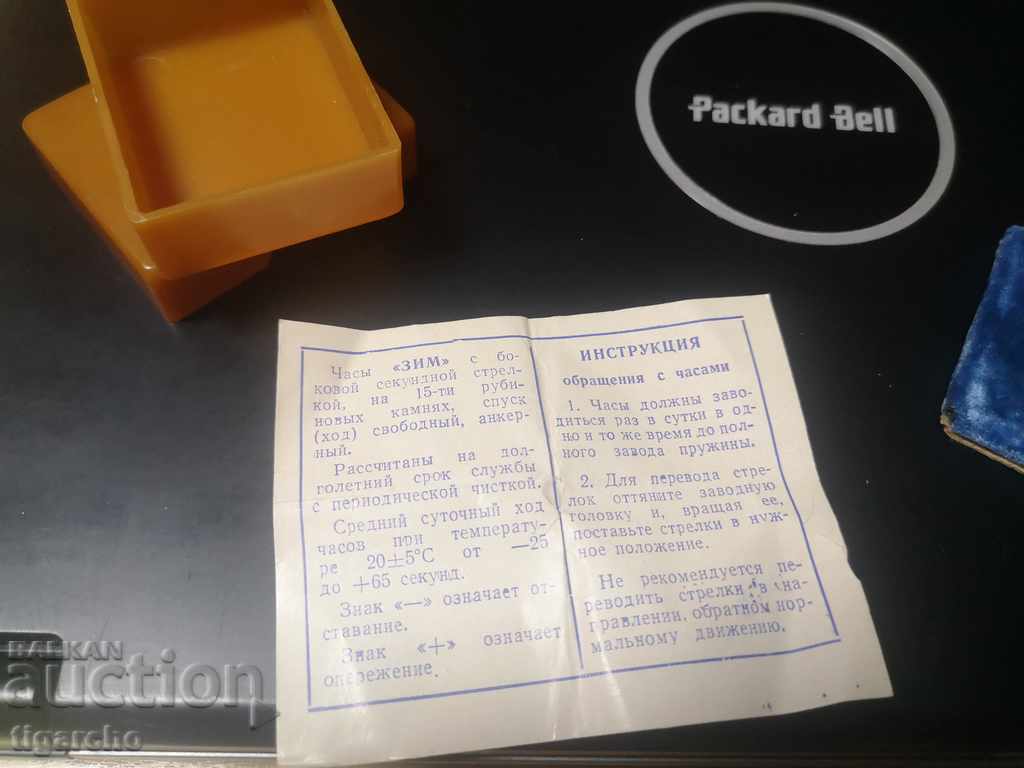 Packard Bell
Часы «ЗИМ» с бо-
ковой секундной стрел-
кой, на 15-ти руби-
новых камнях, спуск
(ход) свободный, анкер-
ный.
Рассчитаны на дол-
голетний срок службы
с периодической чисткой.
Средний суточный ход
часов при температу-
ре 20±5°С от —25
до +65 секунд.
Знак «—» означает от-
ставание.
Знак «+» означает
опережение.
ИНСТРУКЦИЯ
обращения с часами
1. Часы должны заво-
диться раз в сутки в од-
но и то же время до пол-
ного завода пружины.
2. Для перевода стре-
лок оттяните заводную
головку и, вращая ее,
поставьте стрелки в нуж-
ное положение.
Не рекомендуется пе-
реводить стрелки в на-
правлении, обратном нор-
мальному движению.
BALKAN
auction
tigarcho